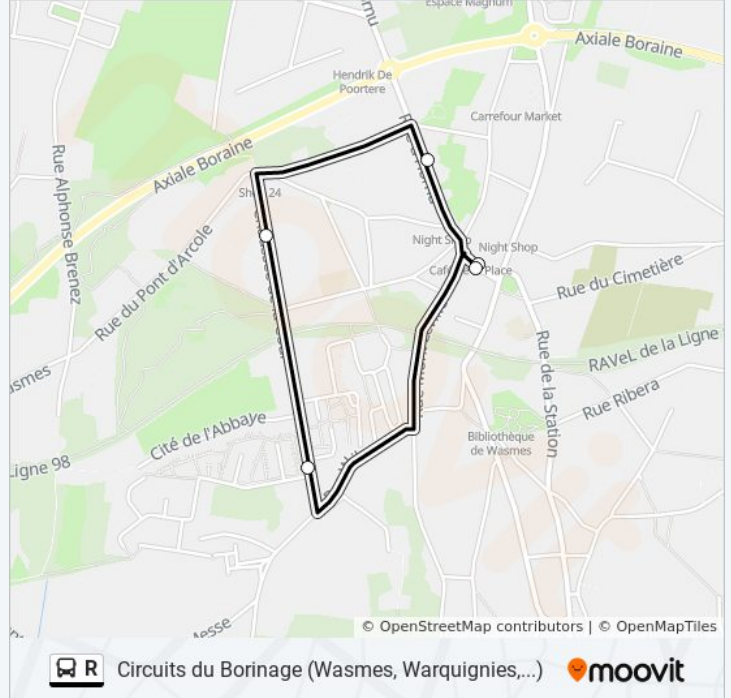 Espace Magnum
Axiale Boraine
Hendrik De
Poortere
Carrefour Market
Axiale Boraine
Rue Alphonse Brenez
Night Shop
Night Shop
Place
Rue du Pont d'Arcole
Rue du Cimetière
Rue de la Station
RAVeL de la Ligne
Rue Ribera
Cité de l'Abbaye
Bibliothèque
de Wasmes
Ligne 98
© OpenStreetMap contributors | © OpenMapTiles
R Circuits du Borinage (Wasmes, Warquignies,...) moovit